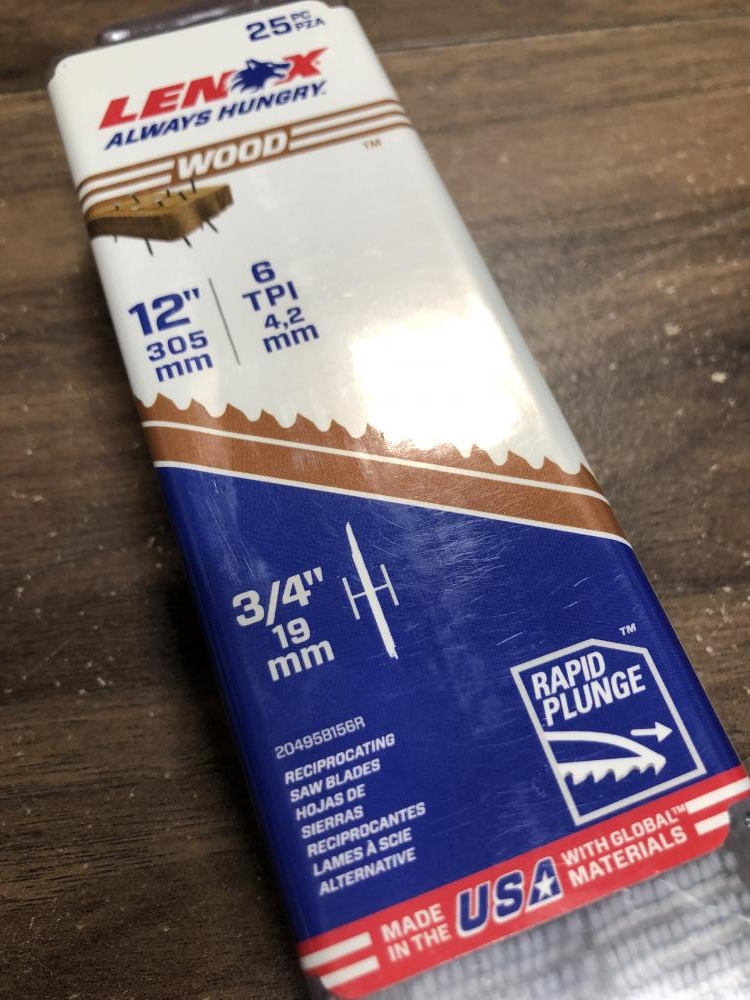 25 PC
PZA
LENOX
ALWAYS HUNGRY.
WOOD
TM
12"
305
mm
6
TPI
4,2
mm
3/4"
19
mm
RAPID
PLUNGE
TM
20495B156R
RECIPROCATING
SAW BLADES
HOJAS DE
SIERRAS
RECIPROCANTES
LAMES À SCIE
ALTERNATIVE
MADE
IN THE
USA
WITH GLOBAL™
MATERIALS